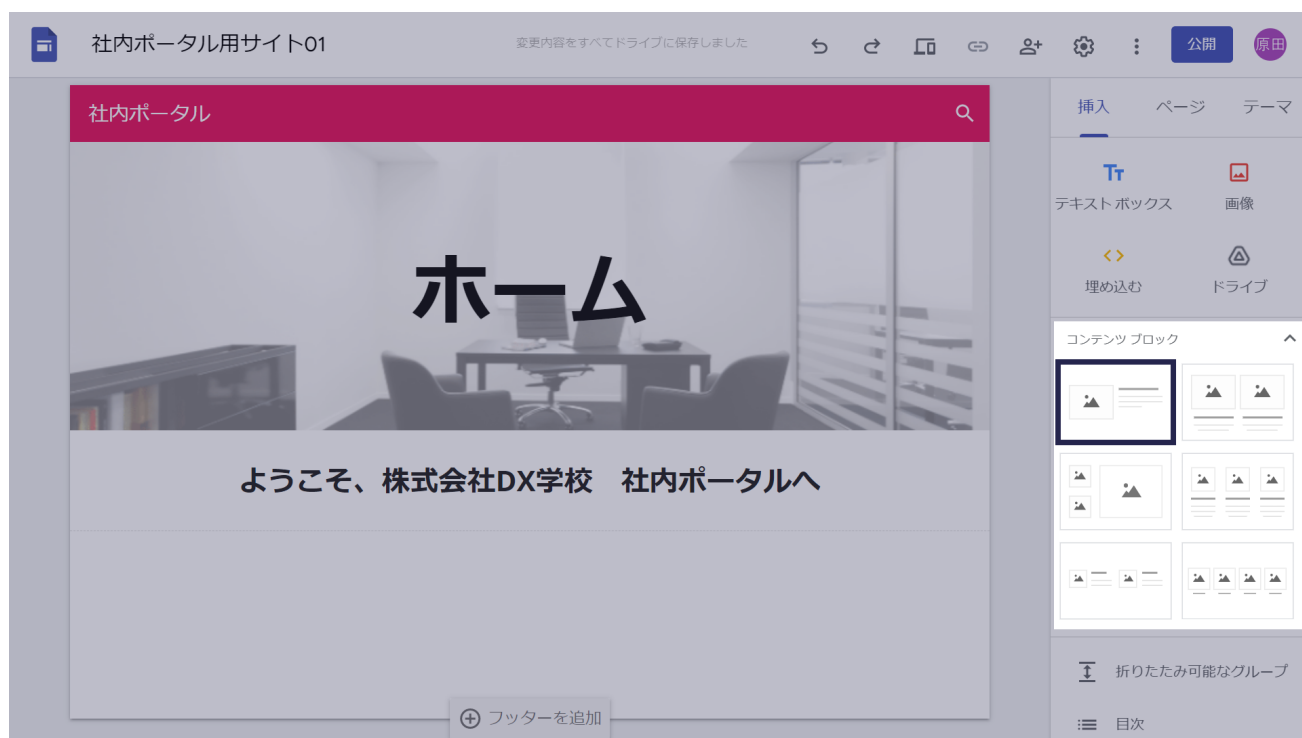 社内ポータル用サイト01
変更内容をすべてドライブに保存しました
公開
原田
社内ポータル
ホーム
ようこそ、株式会社DX学校　社内ポータルへ
フッターを追加
挿入 ページ テーマ
Tт
テキスト ボックス 画像
埋め込む ドライブ
コンテンツ ブロック
折りたたみ可能なグループ
目次